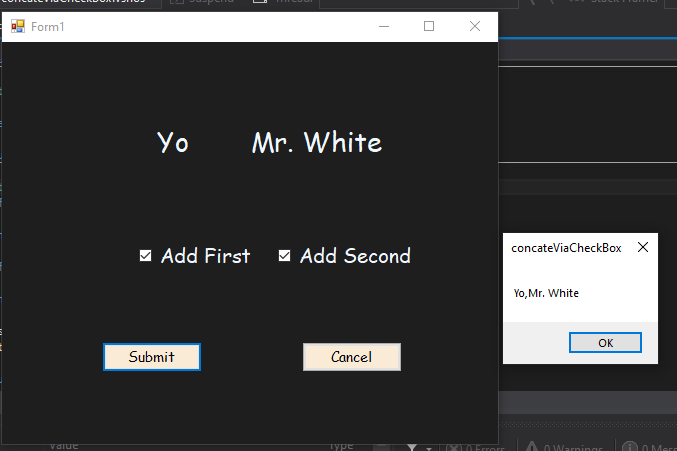 Suspend
Form1
Yo Mr. White
Add First Add Second
concateViaCheckBox
Yo,Mr. White
OK
Submit Cancel
Value Type 0 Errors 0 Warnings